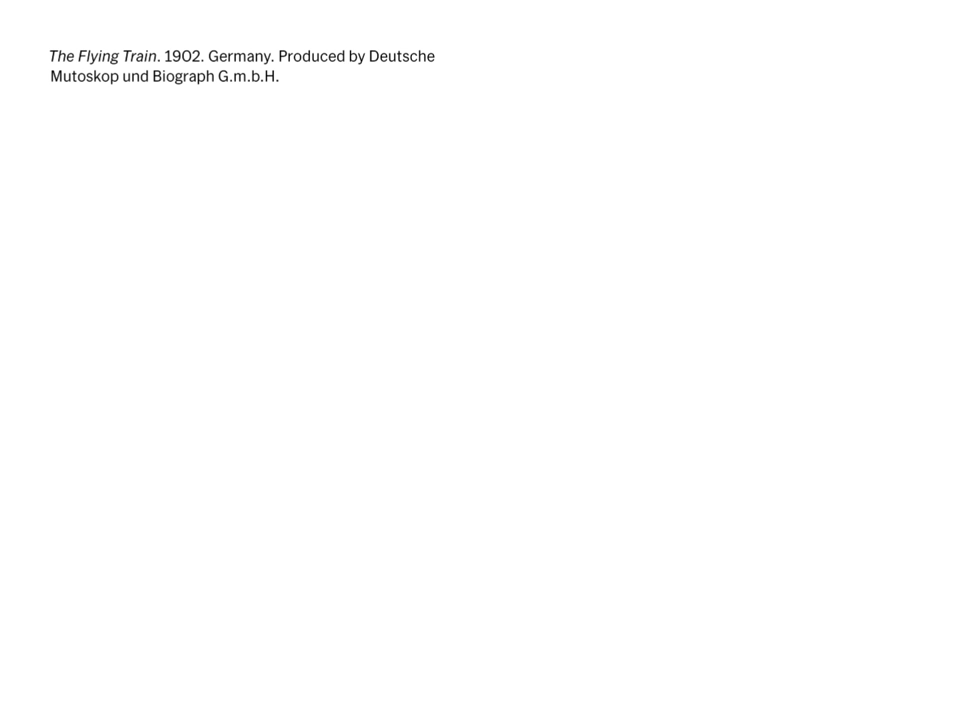 The Flying Train. 1902. Germany. Produced by Deutsche
Mutoskop und Biograph G.m.b.H.